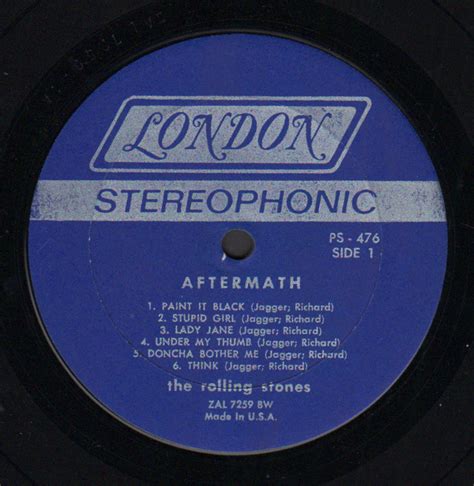 LONDON
STEREOPHONIC
PS - 476
SIDE 1
AFTERMATH
1. PAINT IT BLACK (Jagger; Richard)
2. STUPID GIRL (Jagger; Richard)
3. LADY JANE (Jagger; Richard)
4. UNDER MY THUMB (Jagger; Richard)
5. DONCHA BOTHER ME (Jagger; Richard)
6. THINK (Jagger; Richard)
the rolling stones
ZAL 7259 BW
Made In U.S.A.